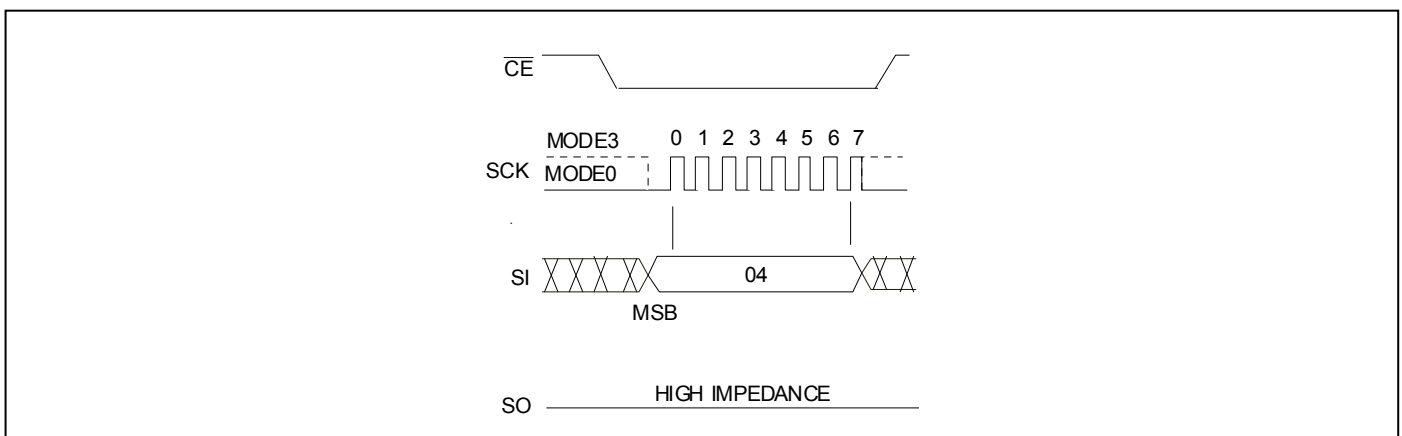 CE
MODE3 0 1 2 3 4 5 6 7
SCK MODE0
SI 04
MSB
SO HIGH IMPEDANCE